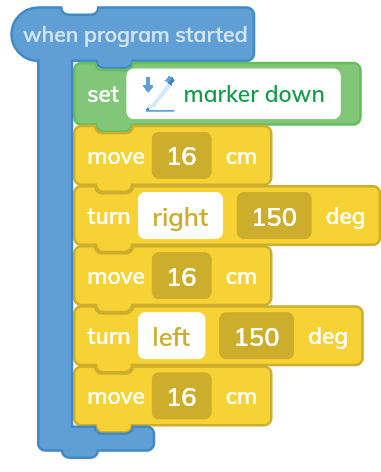 when program started
set marker down
move 16 cm
turn right 150 deg
move 16 cm
turn left 150 deg
move 16 cm